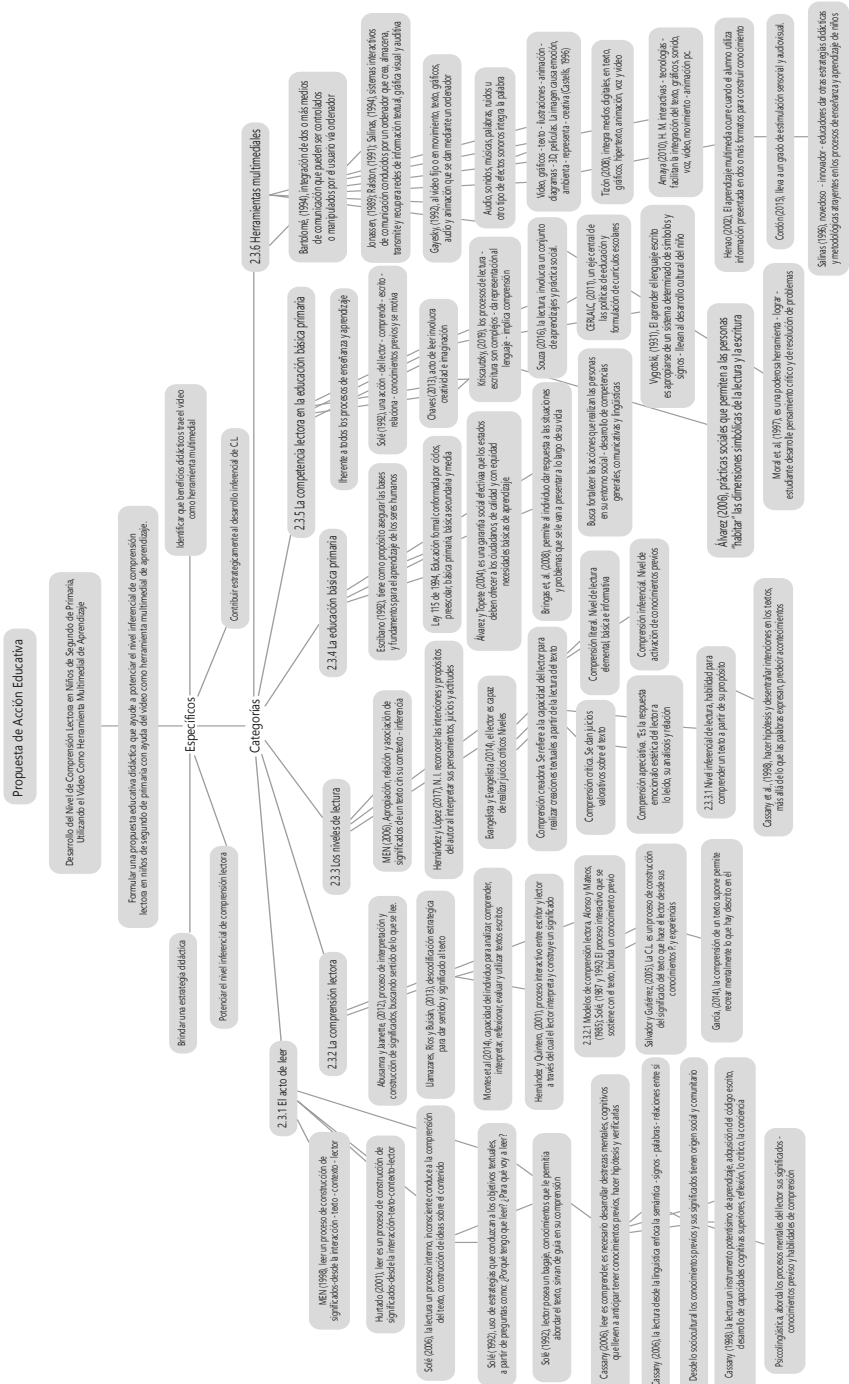 Propuesta de Acción Educativa
Desarrollo del Nivel de Comprensión Lectora en Niños de Segundo de Primaria,
Utilizando el Vídeo Como Herramienta Multimedial de Aprendizaje
Formular una propuesta educativa didáctica que ayude a potenciar el nivel inferencial de comprensión
lectora en niños de segundo de primaria con ayuda del vídeo como herramienta multimedial de aprendizaje.
Específicos
Brindar una estrategia didáctica
Potenciar el nivel inferencial de comprensión lectora
Identificar que beneficios didácticos trae el vídeo
como herramienta multimedial
Contribuir estrategicamente al desarrollo inferencial de C.L
Categorías
2.3.1 El acto de leer
MEN (1998), leer un proceso de construcción de
significados-desde la interacción - texto - contexto - lector
Hurtado (2001), leer es un proceso de construcción de
significados-desde la interacción-texto-contexto-lector
Solé (2006), la lectura un proceso interno, inconsciente conduce a la comprensión
del texto, construcción de ideas sobre el contenido
Solé (1992), uso de estrategias que conduzcan a los objetivos textuales,
a partir de preguntas como: ¿Porqué tengo que leer? ¿Para qué voy a leer?
Solé (1992), lector posea un bagaje, conocimientos que le permitía
abordar el texto, sirvan de guía en su comprensión
Cassany (2006), leer es comprender, es necesario desarrollar destrezas mentales, cognitivos
que lleven a anticipar tener conocimientos previos, hacer hipótesis y verificarlas
Cassany (2006), la lectura desde la linguística enfoca la semántica - signos - palabras - relaciones entre sí
Desde lo sociocultural los conocimientos previos y sus significados tienen origen social y comunitario
Cassany (1998), la lectura un instrumento potentísimo de aprendizaje, adqusición del código escrito,
desarrollo de capacidades cognitivas superiores, reflexión, lo crítico, la conciencia
Psicolingüística, aborda los procesos mentales del lector sus significados -
conocimientos previso y habilidades de comprensión
2.3.2 La comprensión lectora
Abusamra y Jaanette, (2012), proceso de interpretación y
construcción de significados, buscando sentido de lo que se lee.
Llamazares, Ríos y Buisán, (2013), descodificación estrategica
para dar sentido y significado al texto
Montes et.al (2014), capacidad del individuo para analizar, comprender,
interpretar, reflexionar, evaluar y utilizar textos escritos
Hernández y Quintero, (2001), proceso interactivo entre escritor y lector
a través del cual el lector interpreta y construye un significado
2.3.2.1 Modelos de comprensión lectora, Alonso y Mateos,
(1985); Solé, (1987 y 1992) El proceso interactivo que se
sostiene con el texto, brinda un conocimiento previo
Salvador y Gutiérrez, (2005), La C.L. es un proceso de construcción
del significado del texto que hace el lector desde sus
conocimientos P. y experiencias
García, (2014), la comprensión de un texto supone permite
recrear mentalmente lo que hay descrito en el
2.3.3 Los niveles de lectura
MEN (2006), Apropiación, relación y asociación de
significados de un texto cin su contexto - inferencia
Hernández y López (2017), N. I. reconocer las intenciones y propósitos
del autor al interpretar sus pensamientos, juicios y actitudes
Evangelista y Evangelista (2014), el lector es capaz
de realizar juicios críticos Niveles
Comprensión creadora. Se refiere a la capacidad del lector para
realizar creaciones textuales a partir de la lectura del texto
Comprensión crítica. Se dan juicios
valorativos sobre el texto
Comprensión literal. Nivel de lectura
elemental, básica e informativa
Comprensión apreciativa. "Es la respuesta
emocional o estética del lector a
lo leído, su análisis y relación
Comprensión inferencial. Nivel de
activación de conocimientos previos
2.3.3.1 Nivel inferencial de lectura, habilidad para
comprender un texto a partir de su propósito
Cassany et al., (1998), hacer hipótesis y desentrañar intenciones en los textos,
más allá de lo que las palabras expresan, predecir acontecimientos
2.3.4 La educación básica primaria
Escribano (1992), tiene como propósito asegurar las bases
y fundamentos para el aprendizaje de los seres humanos
Ley 115 de 1994, Educación formal conformada por ciclos,
preescolar, básica primaria, básica secundaria y media
Álvarez y Topete (2004), es una garantía social efectivaa que los estados
deben ofrecer a los ciudadanos, de calidad y con equidad
necesidades básicas de aprendizaje
Bringas et, al. (2008), permite al individuo dar respuesta a las situaciones
y problemas que se le van a presentar a lo largo de su vida
2.3.5 La competencia lectora en la educación básica primaria
Iherente a todos los procesos de enseñanza y aprendizaje
Solé (1992), una acción - del lector - comprende - escrito -
relaciona - conocimientos previos y se motiva
Chaves (2013), acto de leer involucra
creatividad e imaginación
Kriscautzky, (2019), los procesos de lectura -
escritura son complejos - da representación al
lenguaje - implica comprensión
Souza (2016), la lectura, involucra un conjunto
de aprendizajes y práctica social.
Busca fortalecer las acciones que realizan las personas
en su entorno social - desarrollo de competencias
generales, comunicativas y lingüísticas
CERLALC, (2011), un eje central de
las políticas de educación y
formulación de currículos escolares
Vygoski, (1931), El aprender el lenguaje escrito
es apropiarse de un sistema determinado de símbolos y
signos - llevan al desarrollo cultural del niño
Álvarez (2006), prácticas sociales que permiten a las personas
"habitar" las dimensiones simbólicas de la lectura y la escritura
Moral et. al, (1997), es una poderosa herramienta - lograr -
estudiante desarrolle pensamiento crítico y de resolución de problemas
2.3.6 Herramientas multimediales
Bartolomé, (1994), integración de dos o más medios
de comunicación que pueden ser controlados
o manipulados por el usuario vía ordenador
Jonassen, (1989); Ralston, (1991); Salinas, (1994), sistemas interactivos
de comunicación conducidos por un ordenador que crea, almacena,
transmite y recupera redes de información textual, gráfica visual y auditiva
Gayesky, (1992), al vídeo fijo o en movimiento, texto, gráficos,
audio y animación que se dan mediante un ordenador
Audio, sonidos, músicas, palabras, ruidos u
otro tipo de efectos sonoros integra la palabra
Video, gráficos - texto - ilustraciones - animación -
diagramas - 3D, películas. La imagen causa emoción,
ambienta - representa - creativa (Castells, 1996)
Ticón (2008), integra medios digitales, en texto,
gráficos, hipertexto, animación, voz y video
Amaya (2010), H. M. interactivas - tecnologías -
facilitan la integración del texto, gráficos, sonido,
voz, vídeo, movimiento - animación pc.
Henao (2002), El aprendizaje multimedia ocurre cuando el alumno utiliza
información presentada en dos o más formatos para construir conocimiento
Cordón (2015), lleva a un grado de estimulación sensorial y audiovisual.
Salinas (1996), novedoso - innovador - educadores dar otras estrategias didácticas
y metodológicas atrayentes en los procesos de enseñanza y aprendizaje de niños